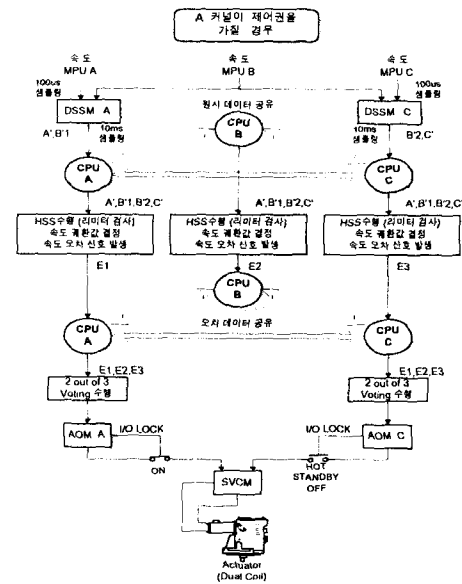 A 커널이 제어권을
가질 경우
속 도
MPU A
속 도
MPU B
속 도
MPU C
100us
샘플링
100us
샘플링
DSSM A
원시 데이터 공유
DSSM C
A',B'1
10ms
샘플링
CPU
B
10ms
샘플링
B'2,C'
CPU
A
CPU
C
A',B'1,B'2,C'
A',B'1,B'2,C'
A',B'1,B'2,C'
HSS수행 (리미터 검사)
속도 궤환값 결정
속도 오차 신호 발생
HSS수행 (리미터 검사)
속도 궤환값 결정
속도 오차 신호 발생
HSS수행 (리미터 검사)
속도 궤환값 결정
속도 오차 신호 발생
E1
E2
E3
CPU
B
오차 데이터 공유
CPU
A
CPU
C
E1,E2,E3
E1,E2,E3
2 out of 3
Voting 수행
2 out of 3
Voting 수행
AOM A
I/O LOCK
I/O LOCK
AOM C
ON
SVCM
HOT
STANDBY
OFF
Actuator
(Dual Coil)